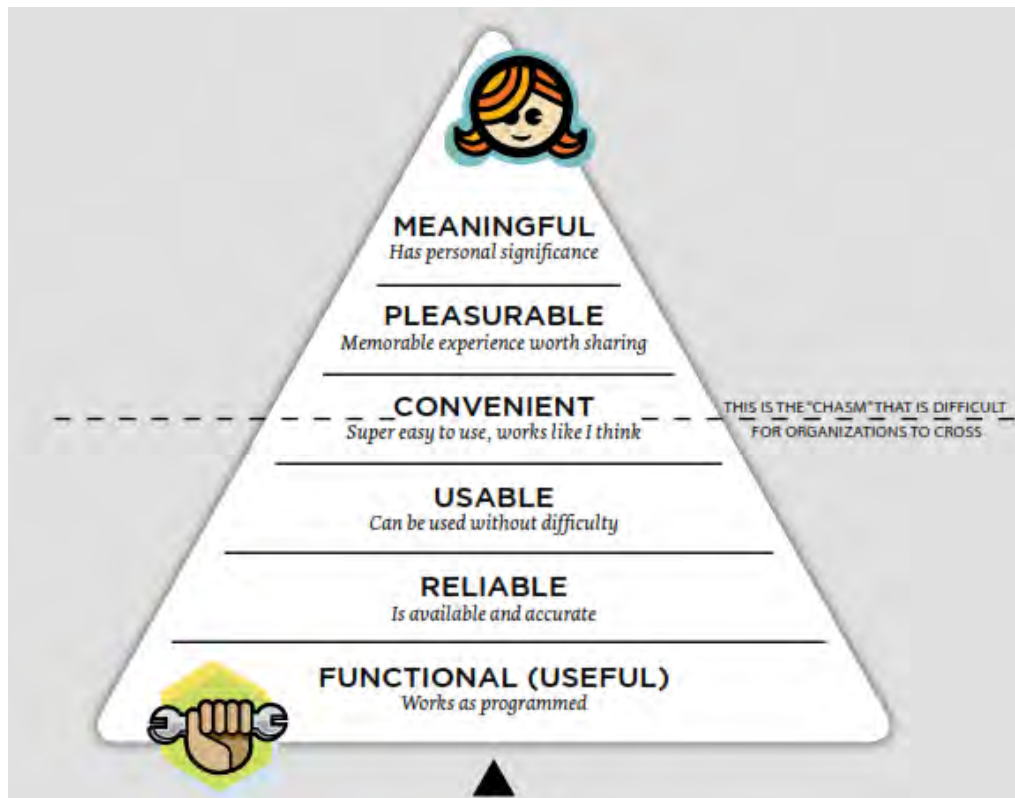 MEANINGFUL
Has personal significance
PLEASURABLE
Memorable experience worth sharing
CONVENIENT
Super easy to use, works like I think
THIS IS THE "CHASM" THAT IS DIFFICULT
FOR ORGANIZATIONS TO CROSS
USABLE
Can be used without difficulty
RELIABLE
Is available and accurate
FUNCTIONAL (USEFUL)
Works as programmed